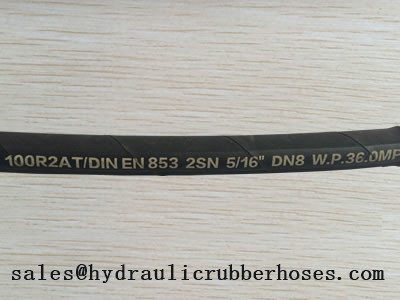 100R2AT/DIN EN 853 2SN 5/16" DN8 W.P.36.0MP
sales@hydraulicrubberhoses.com